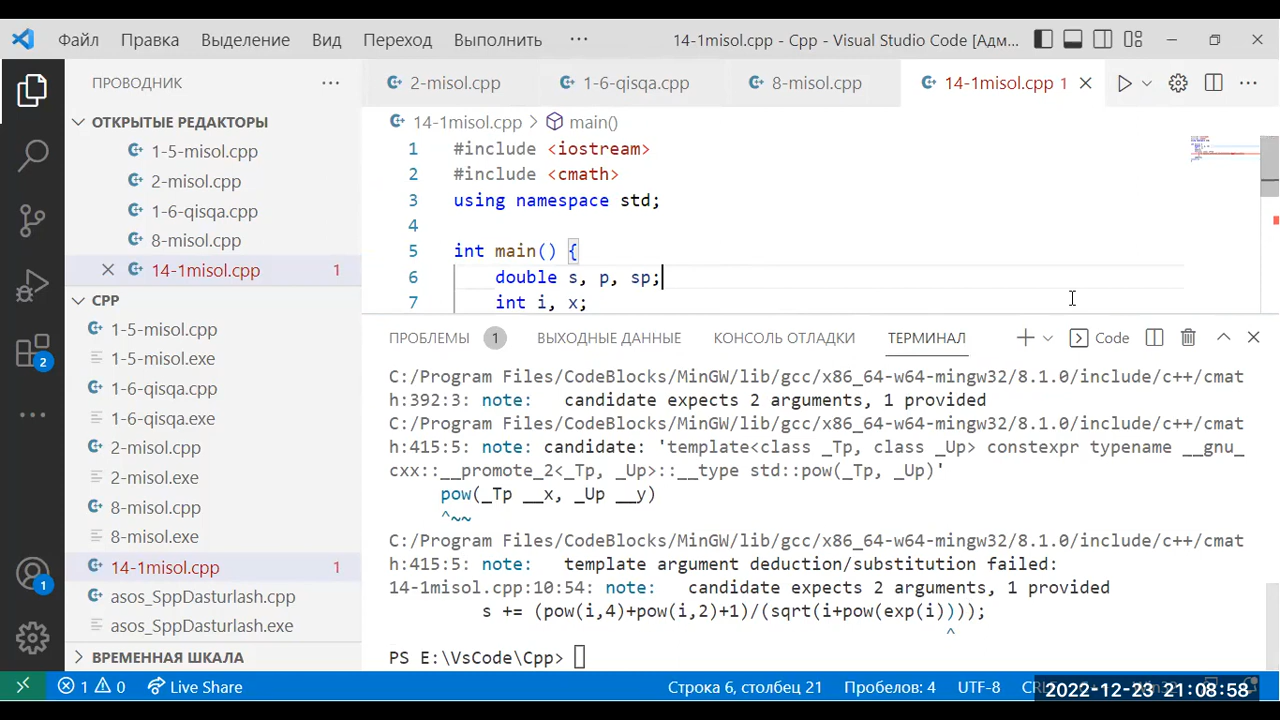 Файл Правка Выделение Вид Переход Выполнить ··· 14-1misol.cpp - Cpp - Visual Studio Code [Адм...
ПРОВОДНИК ···
2-misol.cpp 1-6-qisqa.cpp 8-misol.cpp 14-1misol.cpp 1
ОТКРЫТЫЕ РЕДАКТОРЫ
1-5-misol.cpp
2-misol.cpp
1-6-qisqa.cpp
8-misol.cpp
14-1misol.cpp 1
CPP
1-5-misol.cpp
1-5-misol.exe
1-6-qisqa.cpp
1-6-qisqa.exe
2-misol.cpp
2-misol.exe
8-misol.cpp
8-misol.exe
14-1misol.cpp 1
asos_SppDasturlash.cpp
asos_SppDasturlash.exe
ВРЕМЕННАЯ ШКАЛА
2
1
14-1misol.cpp > main()
1 #include <iostream>
2 #include <cmath>
3 using namespace std;
4
5 int main() {
6 double s, p, sp;
7 int i, x;
ПРОБЛЕМЫ 1 ВЫХОДНЫЕ ДАННЫЕ КОНСОЛЬ ОТЛАДКИ ТЕРМИНАЛ Code
C:/Program Files/CodeBlocks/MinGW/lib/gcc/x86_64-w64-mingw32/8.1.0/include/c++/cmat
h:392:3: note:   candidate expects 2 arguments, 1 provided
C:/Program Files/CodeBlocks/MinGW/lib/gcc/x86_64-w64-mingw32/8.1.0/include/c++/cmat
h:415:5: note: candidate: 'template<class _Tp, class _Up> constexpr typename __gnu_
cxx::__promote_2<_Tp, _Up>::__type std::pow(_Tp, _Up)'
pow(_Tp __x, _Up __y)
^~~
C:/Program Files/CodeBlocks/MinGW/lib/gcc/x86_64-w64-mingw32/8.1.0/include/c++/cmat
h:415:5: note:   template argument deduction/substitution failed:
14-1misol.cpp:10:54: note:   candidate expects 2 arguments, 1 provided
s += (pow(i,4)+pow(i,2)+1)/(sqrt(i+pow(exp(i))));
^
PS E:\VsCode\Cpp>
1 0 Live Share Строка 6, столбец 21 Пробелов: 4 UTF-8
2022-12-23 21:08:58